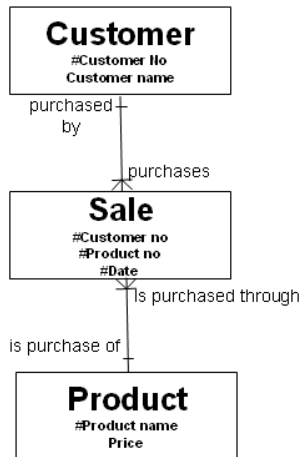 Customer
#Customer No
Customer name
purchased
by
purchases
Sale
#Customer no
#Product no
#Date
Is purchased through
is purchase of
Product
#Product name
Price